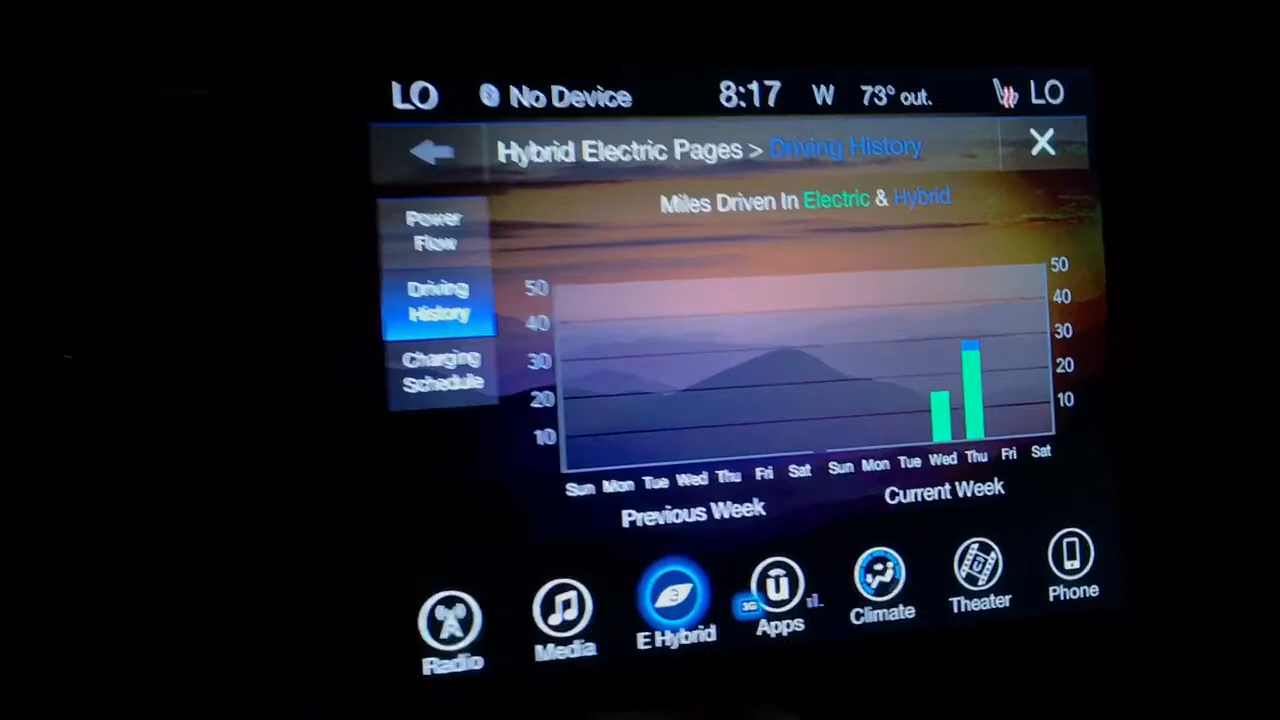 LO No Device 8:17 W 73° out. LO
Hybrid Electric Pages > Driving History X
Miles Driven In Electric & Hybrid
Power
Flow
Driving
History
Charging
Schedule
50 50
40 40
30 30
20 20
10 10
Sun Mon Tue Wed Thu Fri Sat Sun Mon Tue Wed Thu Fri Sat
Previous Week Current Week
Radio Media E Hybrid 3G Apps Climate Theater Phone